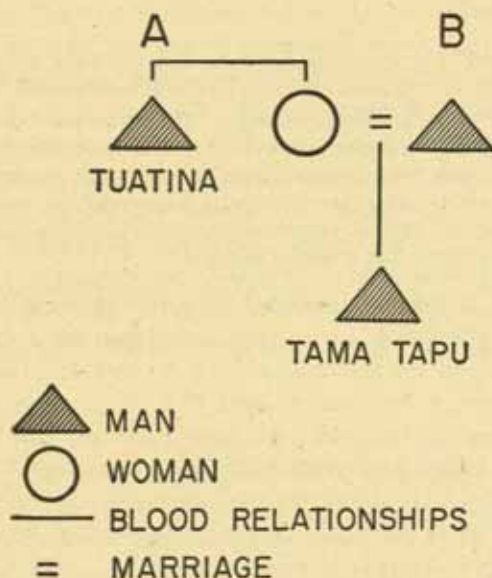 A B
=
TUATINA
TAMA TAPU
MAN
WOMAN
BLOOD RELATIONSHIPS
= MARRIAGE